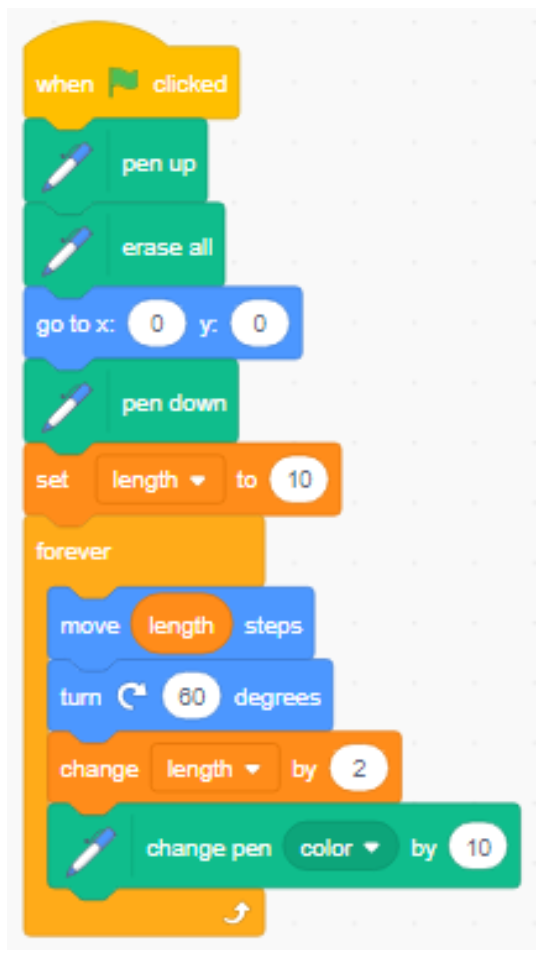 when clicked
pen up
erase all
go to x: 0 y: 0
pen down
set length to 10
forever
move length steps
turn 60 degrees
change length by 2
change pen color by 10